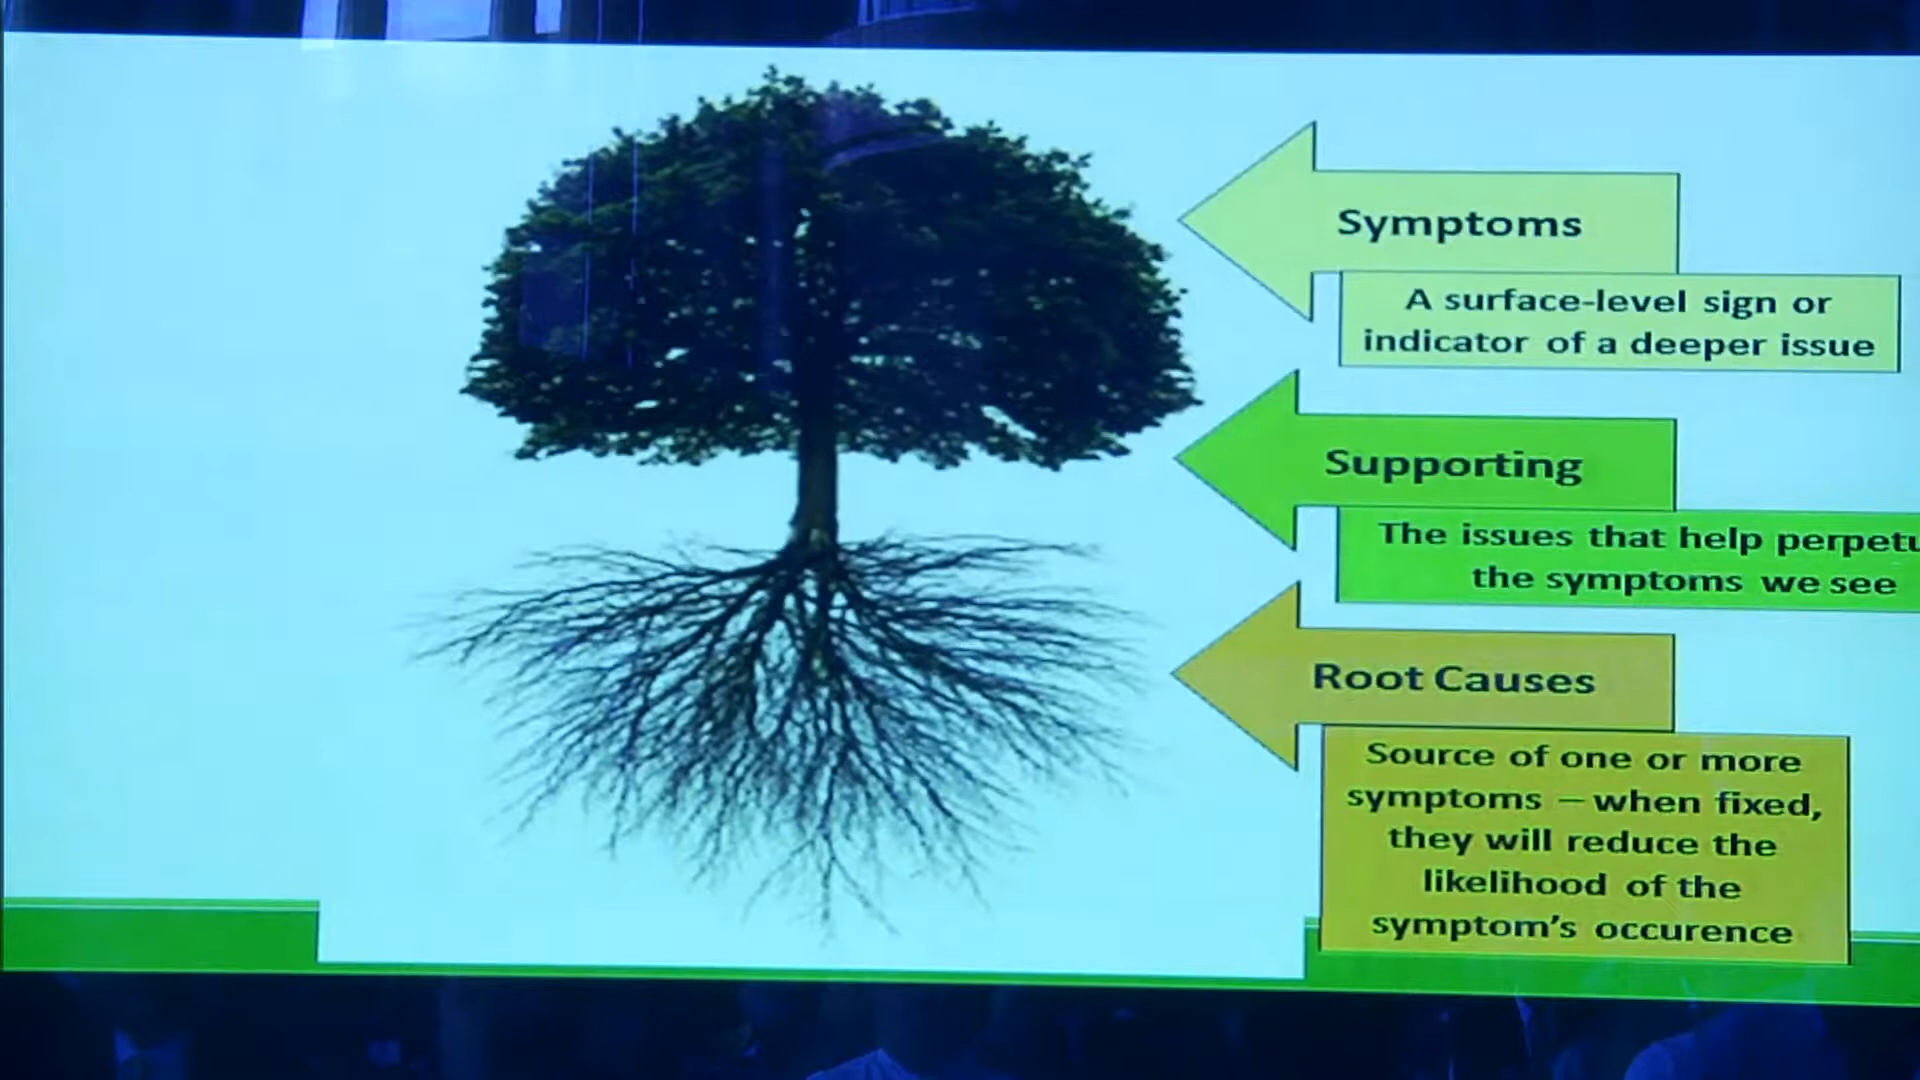 Symptoms
A surface-level sign or
indicator of a deeper issue
Supporting
The issues that help
the symptoms we see
Root Causes
Source of one or more
symptoms – when fixed,
they will reduce the
likelihood of the
symptom's occurence